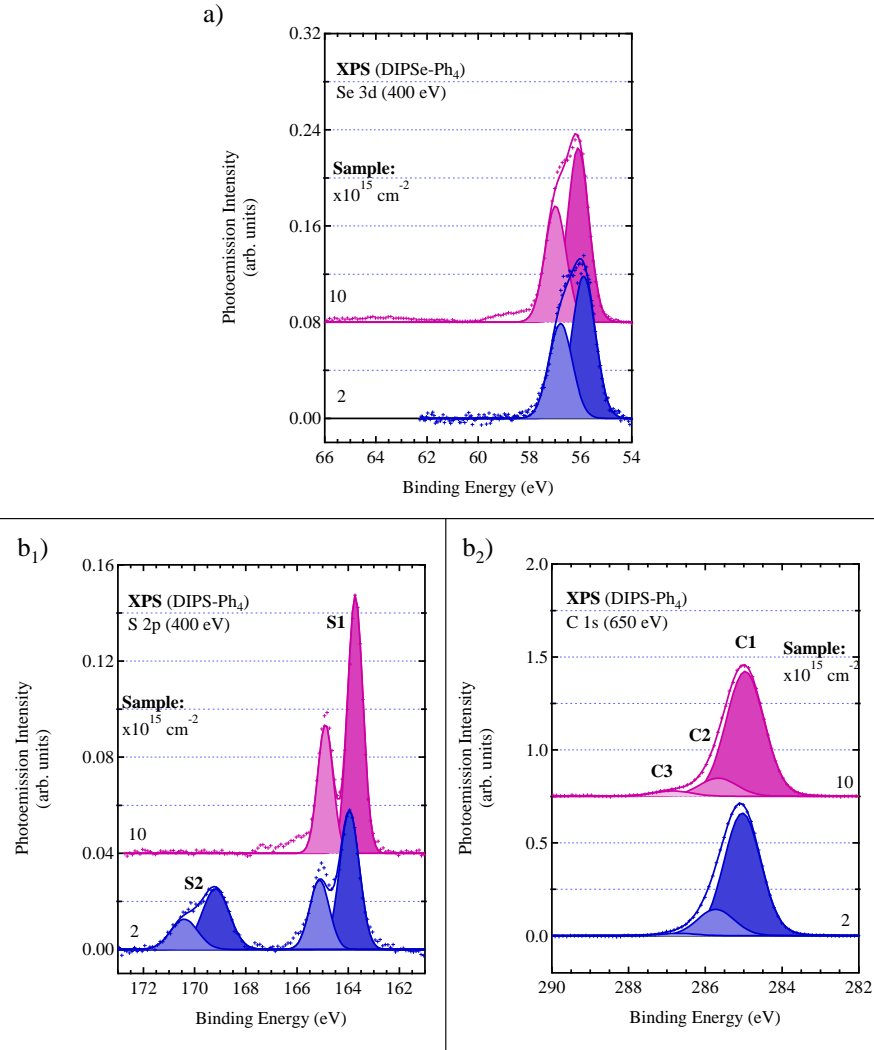 a)
0.32
XPS (DIPSe-Ph4)
Se 3d (400 eV)
0.24
Sample:
x10^15 cm^-2
0.16
10
0.08
2
0.00
Photoemission Intensity
(arb. units)
66 64 62 60 58 56 54
Binding Energy (eV)
b1)
0.16
XPS (DIPS-Ph4)
S 2p (400 eV)
S1
0.12
Sample:
x10^15 cm^-2
0.08
10
0.04
S2
2
0.00
Photoemission Intensity
(arb. units)
172 170 168 166 164 162
Binding Energy (eV)
b2)
2.0
XPS (DIPS-Ph4)
C 1s (650 eV)
C1
Sample:
x10^15 cm^-2
1.5
C2
C3
10
1.0
0.5
2
0.0
Photoemission Intensity
(arb. units)
290 288 286 284 282
Binding Energy (eV)